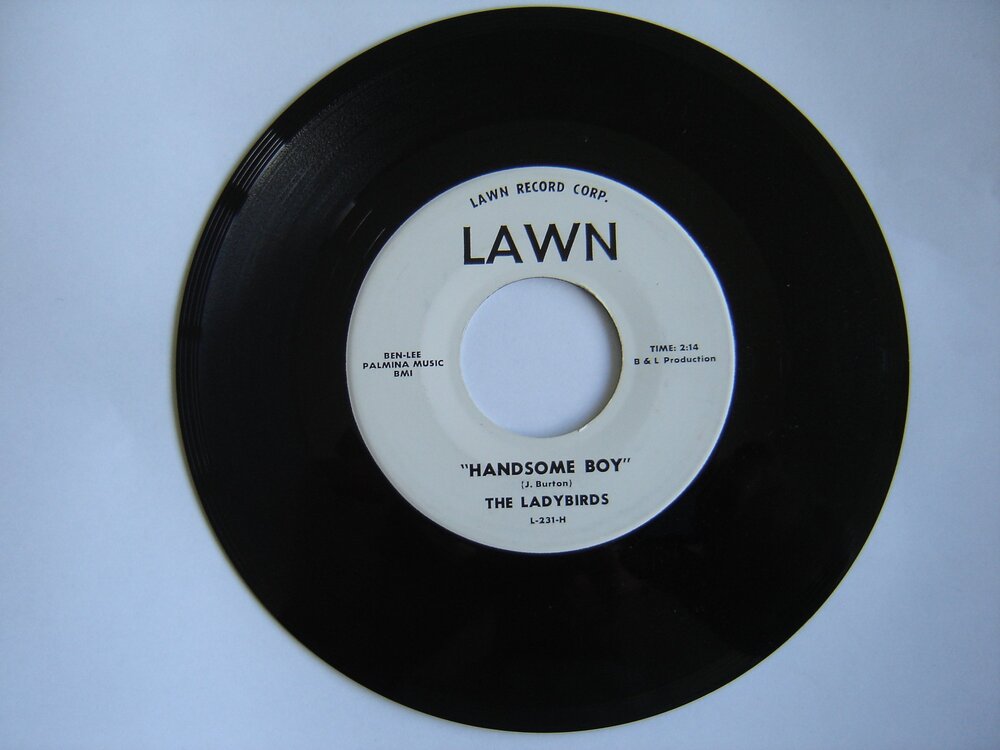 LAWN RECORD CORP.
LAWN
BEN-LEE
PALMINA MUSIC
BMI
TIME: 2:14
B & L Production
"HANDSOME BOY"
(J. Burton)
THE LADYBIRDS
L-231-H